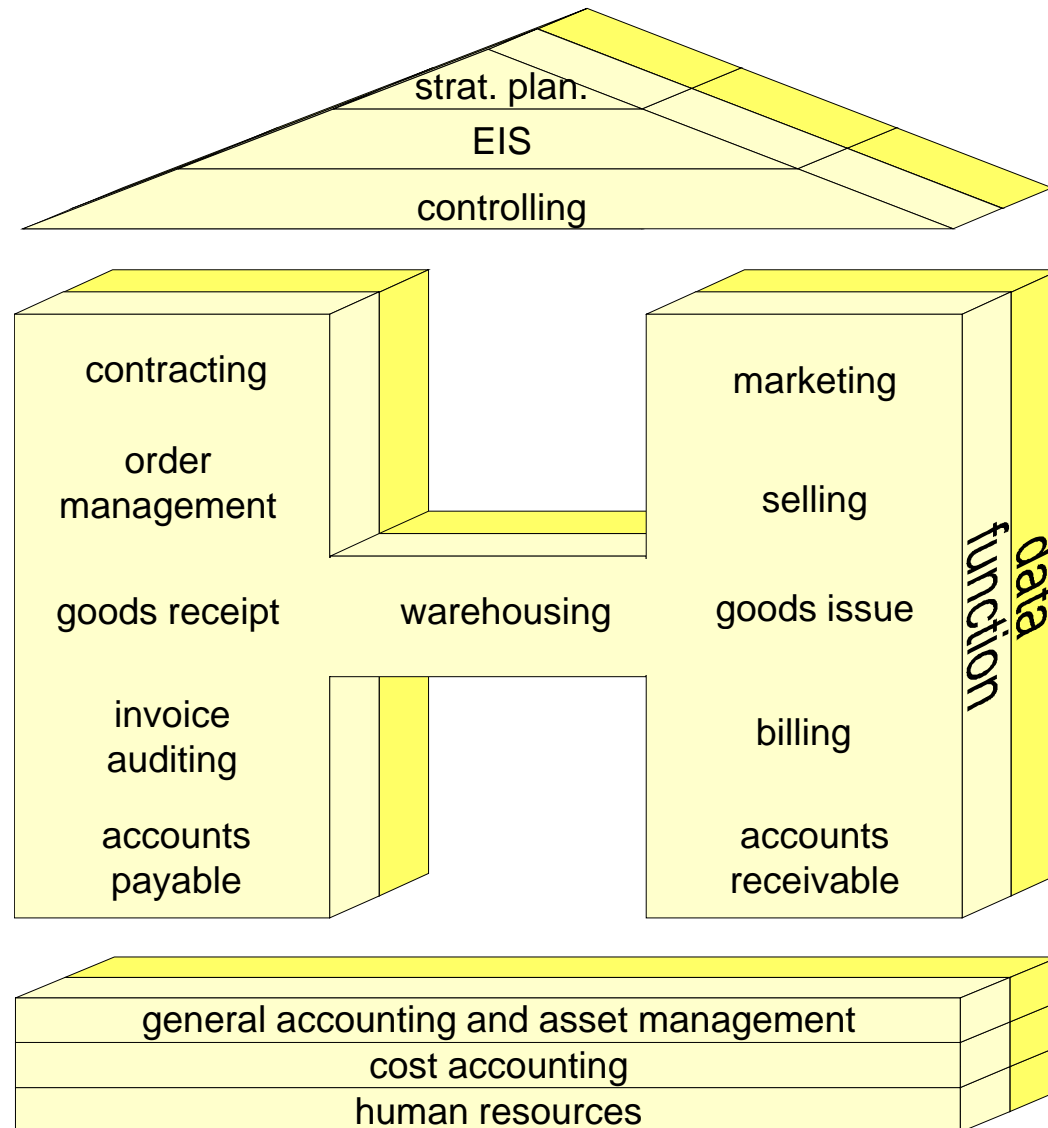 strat. plan.
EIS
controlling
contracting
order
management
goods receipt
invoice
auditing
accounts
payable
warehousing
marketing
selling
goods issue
billing
accounts
receivable
function
data
general accounting and asset management
cost accounting
human resources